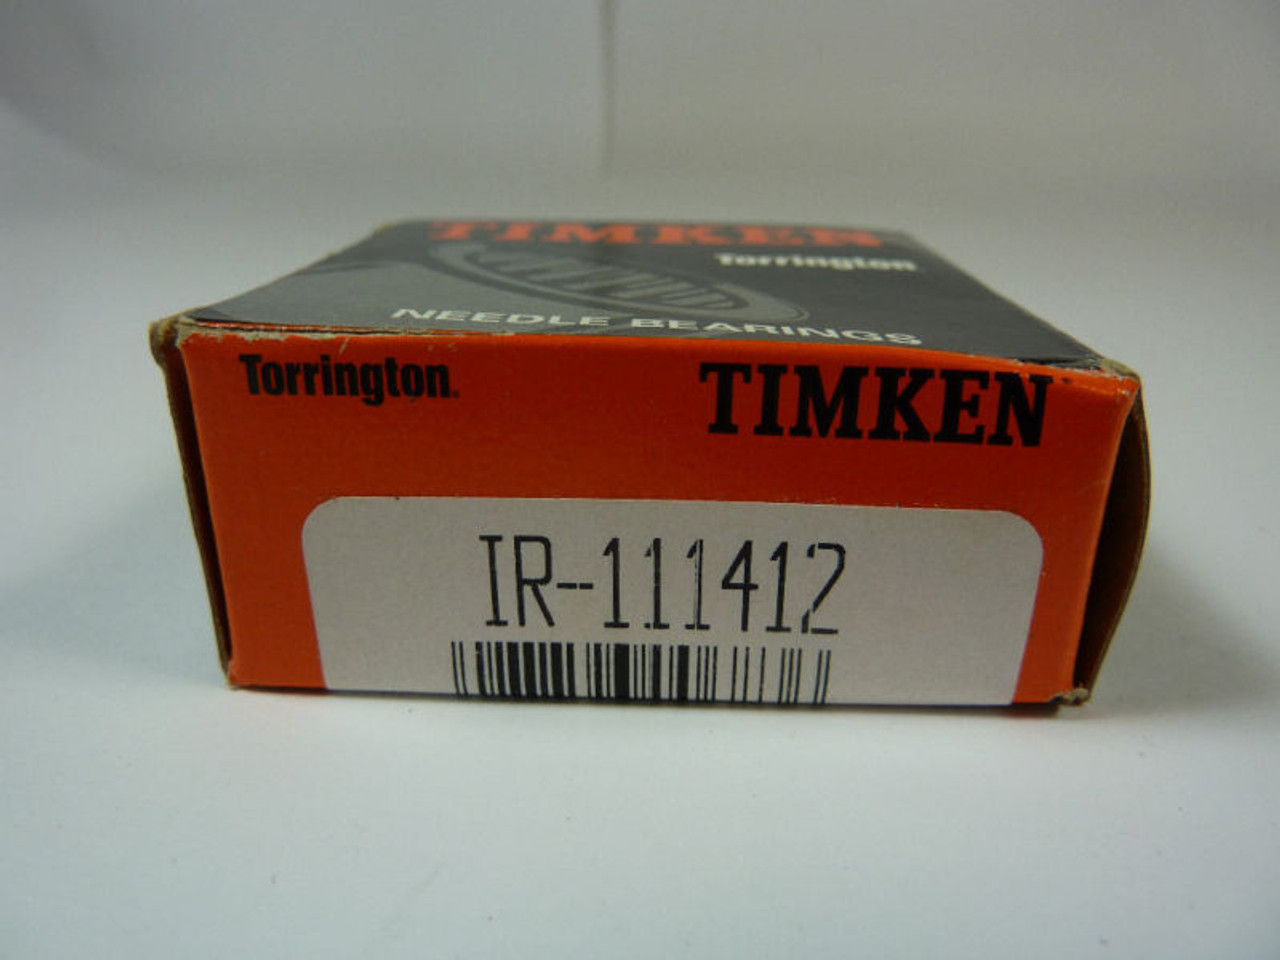 TIMKEN
Torrington
NEEDLE BEARINGS
Torrington.
TIMKEN
IR-111412